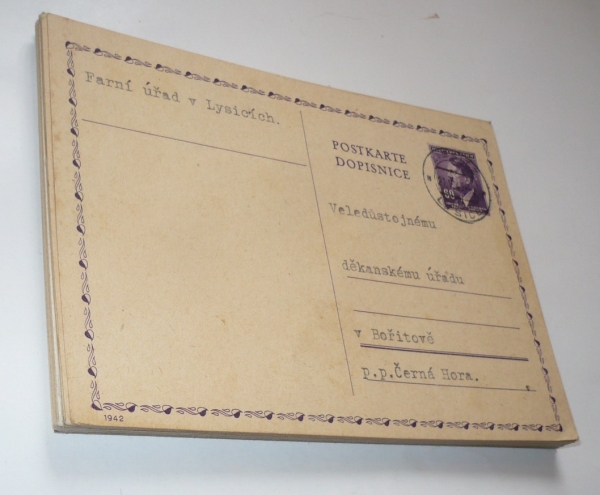 Farní úřad v Lysicích.
POSTKARTE
DOPISNICE
Veledůstojnému
děkanskému úřadu
v Bořitově
p.p.Černá Hora.
1942